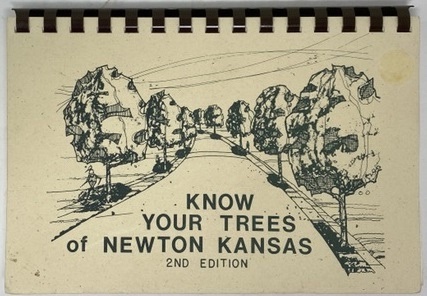 KNOW
YOUR TREES
of NEWTON KANSAS
2ND EDITION